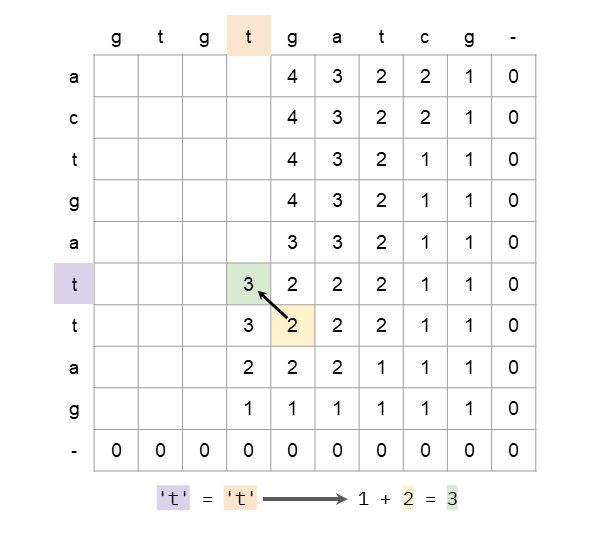 g t g t g a t c g -
a 4 3 2 2 1 0
c 4 3 2 2 1 0
t 4 3 2 1 1 0
g 4 3 2 1 1 0
a 3 3 2 1 1 0
t 3 2 2 2 1 1 0
t 3 2 2 2 1 1 0
a 2 2 2 1 1 1 0
g 1 1 1 1 1 1 0
- 0 0 0 0 0 0 0 0 0 0
't' = 't' 1 + 2 = 3